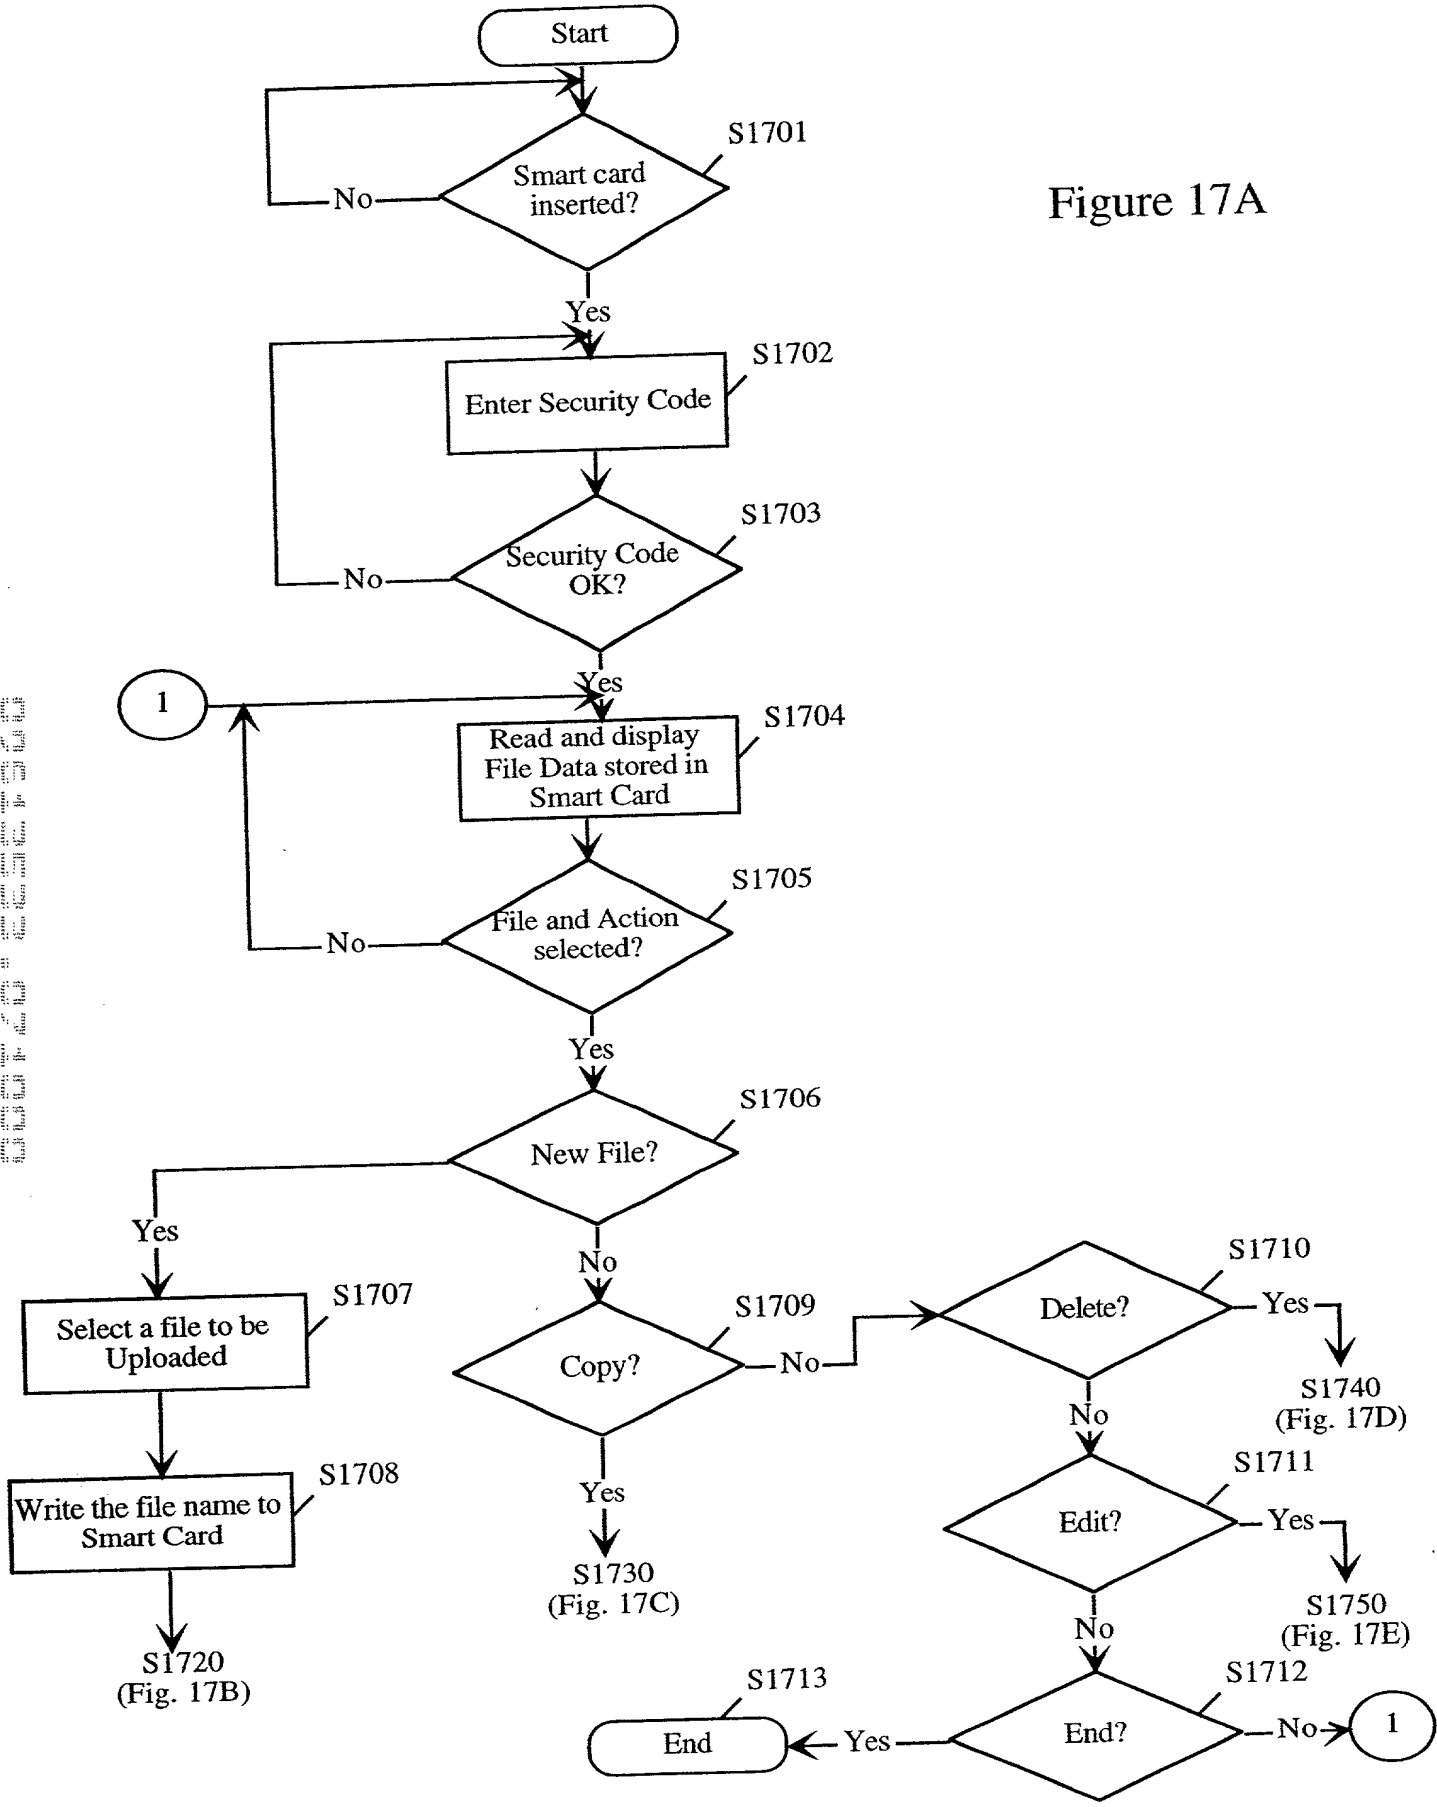 Start
S1701
Smart card
inserted?
No
Figure 17A
Yes
S1702
Enter Security Code
S1703
Security Code
OK?
No
Yes
1
S1704
Read and display
File Data stored in
Smart Card
S1705
File and Action
selected?
No
Yes
S1706
New File?
Yes
No
S1707
Select a file to be
Uploaded
S1709
Copy?
No
S1710
Delete?
Yes
S1740
(Fig. 17D)
No
S1708
Write the file name to
Smart Card
Yes
S1730
(Fig. 17C)
S1711
Edit?
Yes
S1750
(Fig. 17E)
No
S1720
(Fig. 17B)
S1712
End?
No
1
Yes
S1713
End